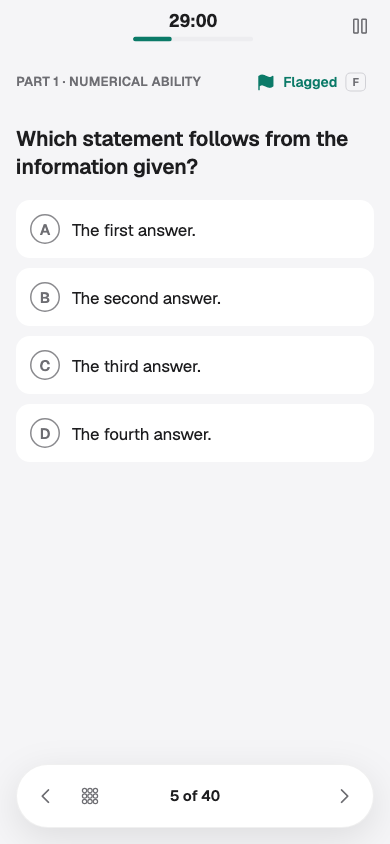 29:00
PART 1 · NUMERICAL ABILITY
Flagged F
Which statement follows from the
information given?
A The first answer.
B The second answer.
C The third answer.
D The fourth answer.
5 of 40